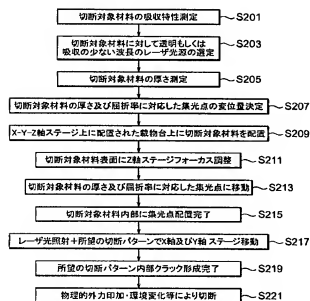 切断対象材料の吸収特性測定 S201
切断対象材料に対して透明もしくは
吸収の少ない波長のレーザ光源の選定 S203
切断対象材料の厚さ測定 S205
切断対象材料の厚さ及び屈折率に対応した集光点の変位量決定 S207
X-Y-Z軸ステージ上に配置された載物台上に切断対象材料を配置 S209
切断対象材料表面にZ軸ステージフォーカス調整 S211
切断対象材料の厚さ及び屈折率に対応した集光点に移動 S213
切断対象材料内部に集光点配置完了 S215
レーザ光照射+所望の切断パターンでX軸及びY軸 ステージ移動 S217
所望の切断パターン内部クラック形成完了 S219
物理的外力印加・環境変化等により切断 S221